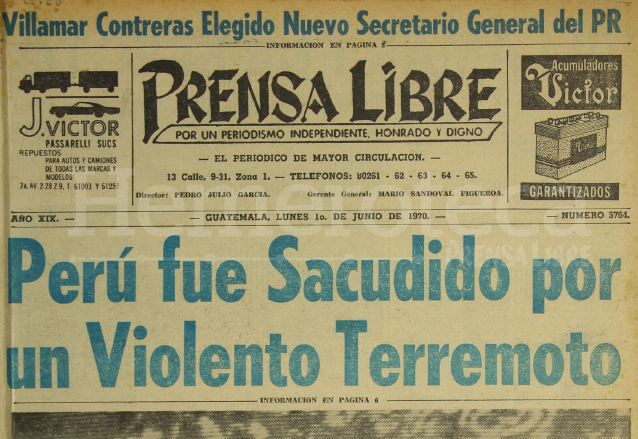 Villamar Contreras Elegido Nuevo Secretario General del PR
INFORMACION EN PAGINA 2
J. VICTOR
PASSARELLI SUCS
REPUESTOS
PARA AUTOS Y CAMIONES
DE TODAS LAS MARCAS Y
MODELOS
7a. AV. 2-28 Z 9, T. 61003 Y 61251
PRENSA LIBRE
POR UN PERIODISMO INDEPENDIENTE, HONRADO Y DIGNO
— EL PERIODICO DE MAYOR CIRCULACION. —
13 Calle, 9-31, Zona 1. — TELEFONOS: 80261 - 62 - 63 - 64 - 65.
Director: PEDRO JULIO GARCIA. Gerente General: MARIO SANDOVAL FIGUEROA.
Acumuladores
Victor
Victor
GARANTIZADOS
AÑO XIX. — — GUATEMALA, LUNES 1o. DE JUNIO DE 1970. — — NUMERO 5764.
Hemeroteca
PRENSA LIBRE
Perú fue Sacudido por
un Violento Terremoto
INFORMACION EN PAGINA 6